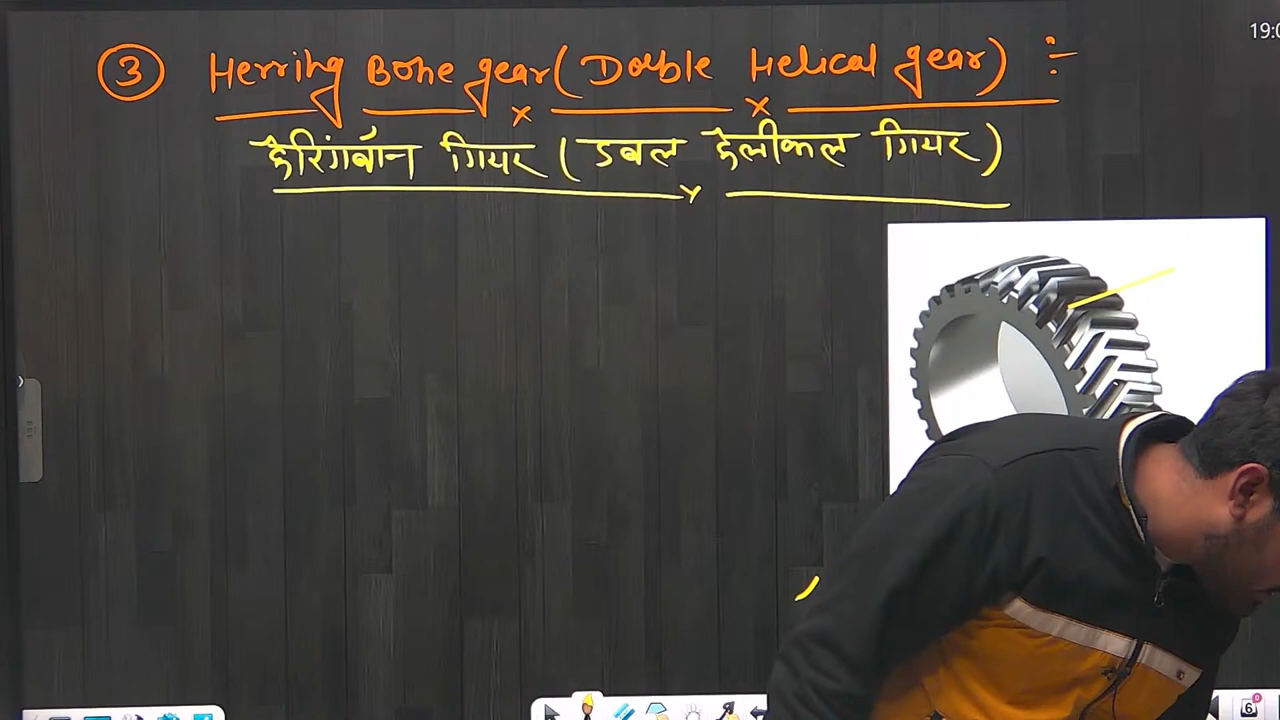 ③ Herring Bone gear (Double Helical gear) :-
हैरिंगबॉन गियर (डबल हेलीकल गियर)